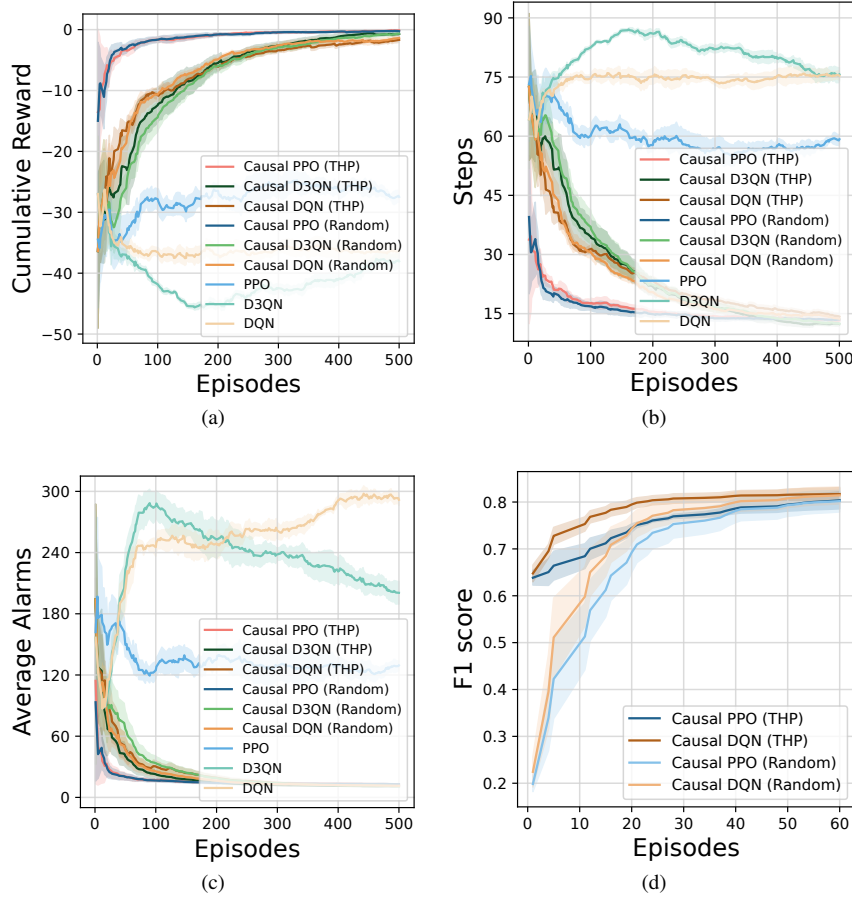 0
−10
−20
−30
−40
−50
Cumulative Reward
Causal PPO (THP)
Causal D3QN (THP)
Causal DQN (THP)
Causal PPO (Random)
Causal D3QN (Random)
Causal DQN (Random)
PPO
D3QN
DQN
0 100 200 300 400 500
Episodes
(a)
90
75
60
45
30
15
Steps
Causal PPO (THP)
Causal D3QN (THP)
Causal DQN (THP)
Causal PPO (Random)
Causal D3QN (Random)
Causal DQN (Random)
PPO
D3QN
DQN
0 100 200 300 400 500
Episodes
(b)
300
240
180
120
60
0
Average Alarms
Causal PPO (THP)
Causal D3QN (THP)
Causal DQN (THP)
Causal PPO (Random)
Causal D3QN (Random)
Causal DQN (Random)
PPO
D3QN
DQN
0 100 200 300 400 500
Episodes
(c)
0.8
0.7
0.6
0.5
0.4
0.3
0.2
F1 score
Causal PPO (THP)
Causal DQN (THP)
Causal PPO (Random)
Causal DQN (Random)
0 10 20 30 40 50 60
Episodes
(d)